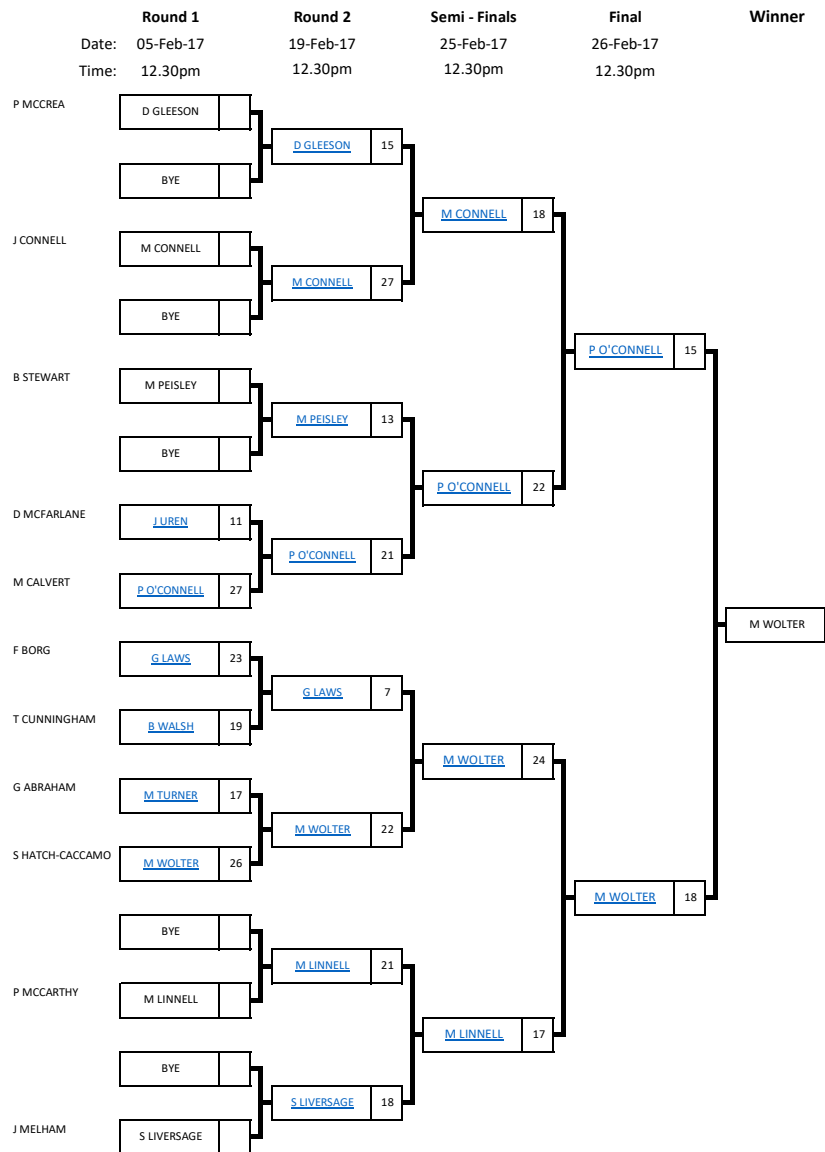 Round 1 Round 2 Semi - Finals Final Winner
Date: 05-Feb-17 19-Feb-17 25-Feb-17 26-Feb-17
Time: 12.30pm 12.30pm 12.30pm 12.30pm
P MCCREA D GLEESON
D GLEESON 15
BYE
M CONNELL 18
J CONNELL M CONNELL
M CONNELL 27
BYE
P O'CONNELL 15
B STEWART M PEISLEY
M PEISLEY 13
BYE
P O'CONNELL 22
D MCFARLANE J UREN 11
P O'CONNELL 21
M CALVERT P O'CONNELL 27
M WOLTER
F BORG G LAWS 23
G LAWS 7
T CUNNINGHAM B WALSH 19
M WOLTER 24
G ABRAHAM M TURNER 17
M WOLTER 22
S HATCH-CACCAMO M WOLTER 26
M WOLTER 18
BYE
M LINNELL 21
P MCCARTHY M LINNELL
M LINNELL 17
BYE
S LIVERSAGE 18
J MELHAM S LIVERSAGE